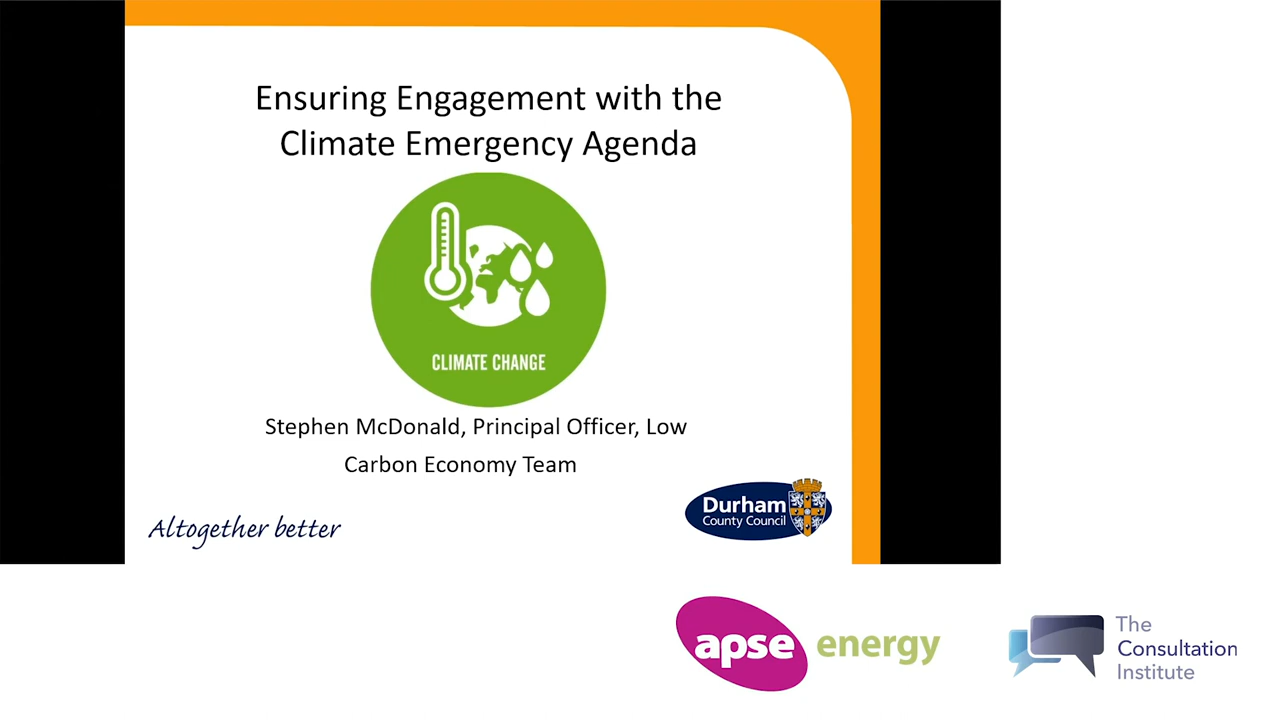 Ensuring Engagement with the
Climate Emergency Agenda
CLIMATE CHANGE
Stephen McDonald, Principal Officer, Low
Carbon Economy Team
Altogether better
Durham
County Council
apse energy
The
Consultation
Institute